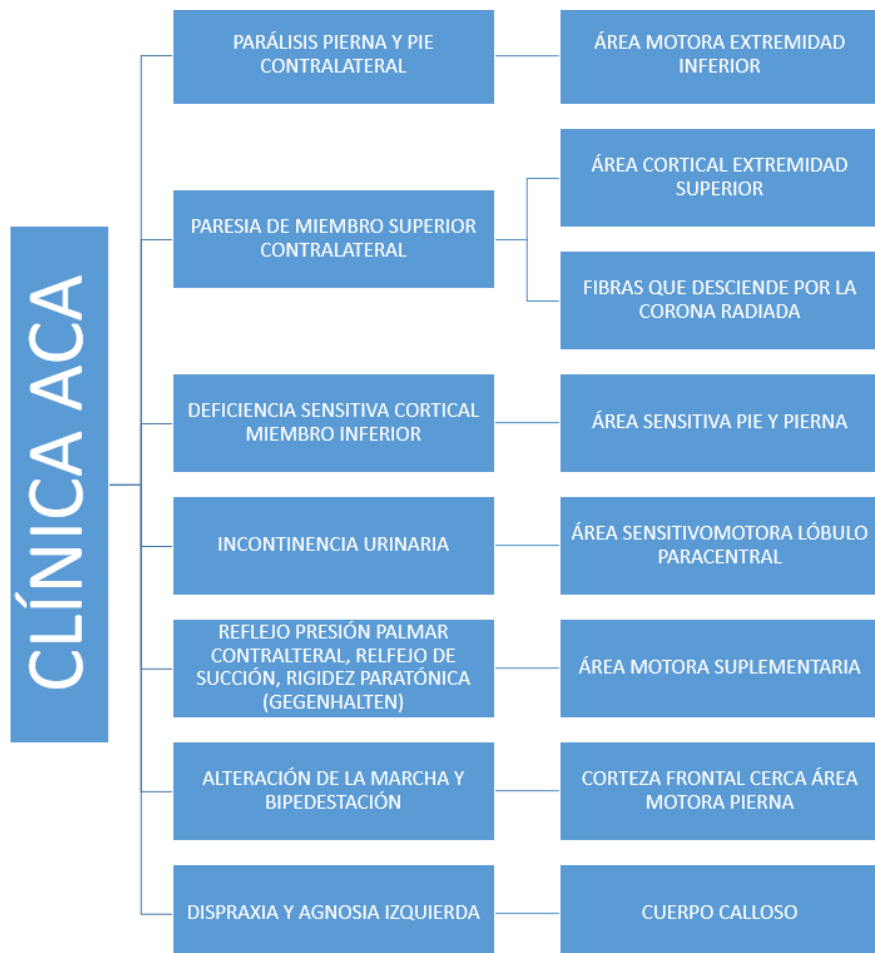 CLÍNICA ACA
PARÁLISIS PIERNA Y PIE
CONTRALATERAL
ÁREA MOTORA EXTREMIDAD
INFERIOR
PARESIA DE MIEMBRO SUPERIOR
CONTRALATERAL
ÁREA CORTICAL EXTREMIDAD
SUPERIOR
FIBRAS QUE DESCIENDE POR LA
CORONA RADIADA
DEFICIENCIA SENSITIVA CORTICAL
MIEMBRO INFERIOR
ÁREA SENSITIVA PIE Y PIERNA
INCONTINENCIA URINARIA
ÁREA SENSITIVOMOTORA LÓBULO
PARACENTRAL
REFLEJO PRESIÓN PALMAR
CONTRALTERAL, RELFEJO DE
SUCCIÓN, RIGIDEZ PARATÓNICA
(GEGENHALTEN)
ÁREA MOTORA SUPLEMENTARIA
ALTERACIÓN DE LA MARCHA Y
BIPEDESTACIÓN
CORTEZA FRONTAL CERCA ÁREA
MOTORA PIERNA
DISPRAXIA Y AGNOSIA IZQUIERDA
CUERPO CALLOSO